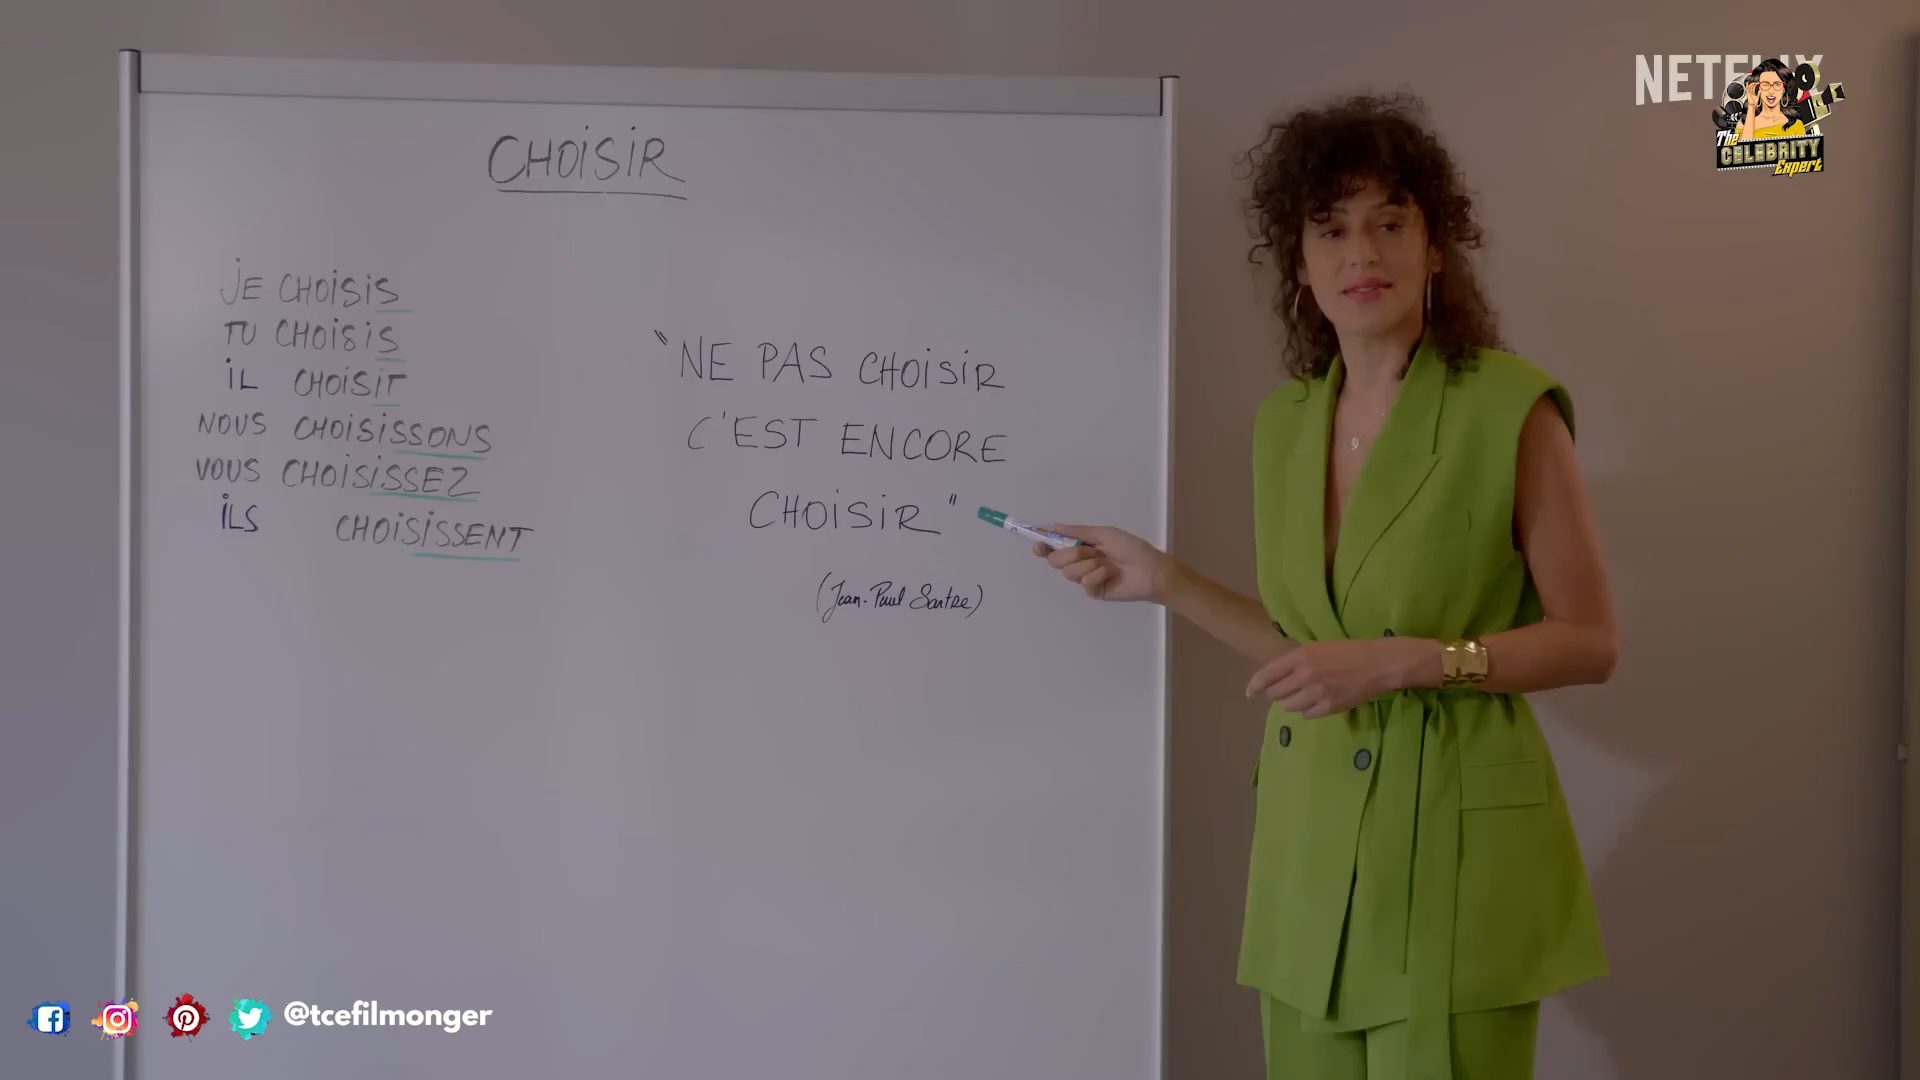 NETFLIX
The
CELEBRITY
Expert
CHOISIR
JE CHOISIS
TU CHOISIS
IL CHOISIT
NOUS CHOISISSONS
VOUS CHOISISSEZ
ILS CHOISISSENT
"NE PAS CHOISIR
C'EST ENCORE
CHOISIR"
(Jean-Paul Sartre)
@tcefilmonger